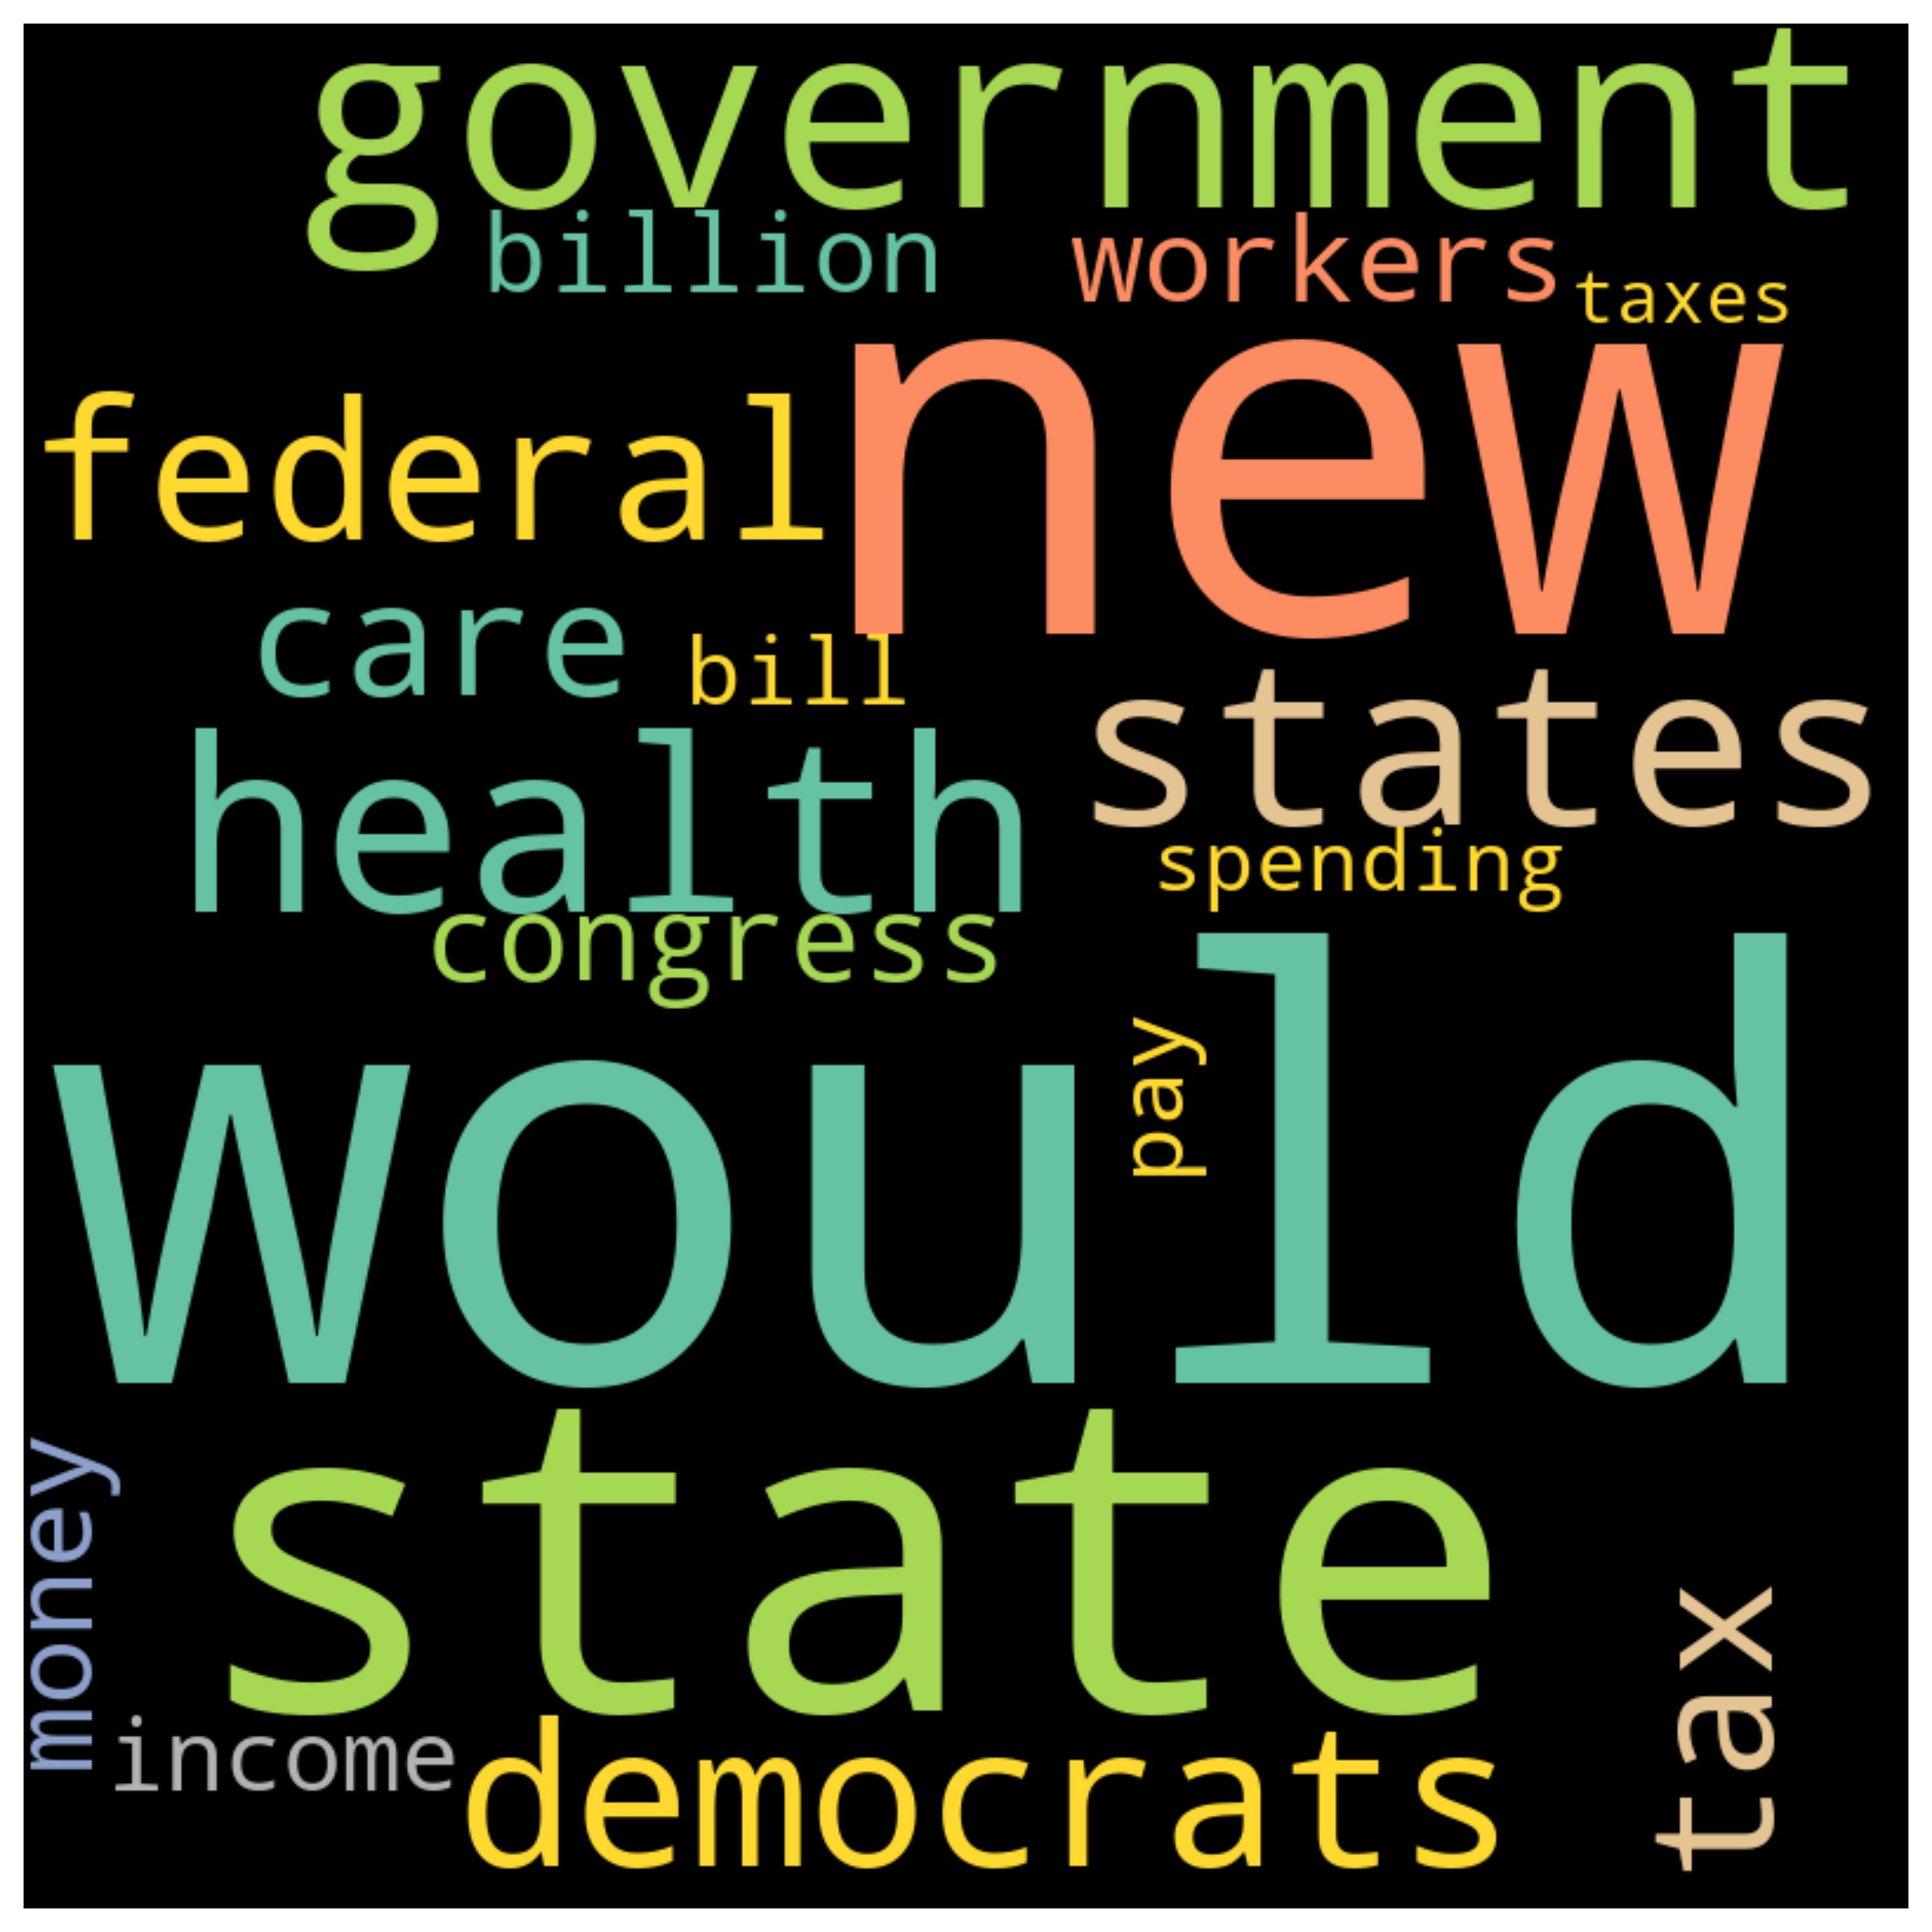 government
billion
workers
taxes
new
federal
care
bill
states
health
spending
congress
would
pay
state
money
tax
income
democrats